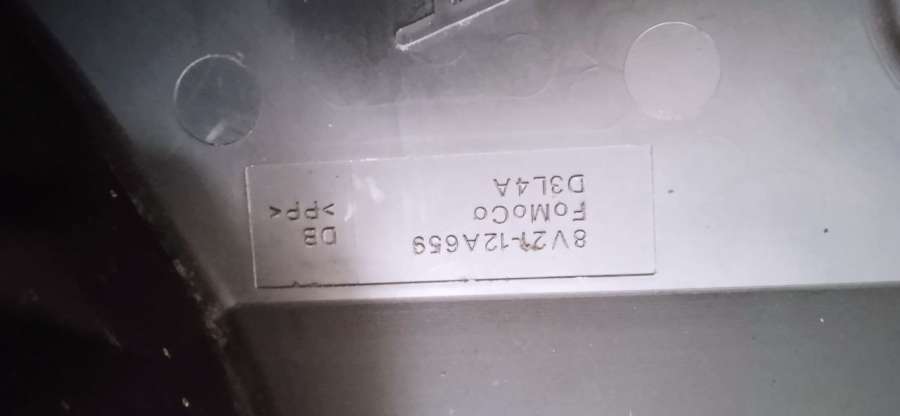 8V21-12A659
FoMoCo
D3L4A
DB
>PP<